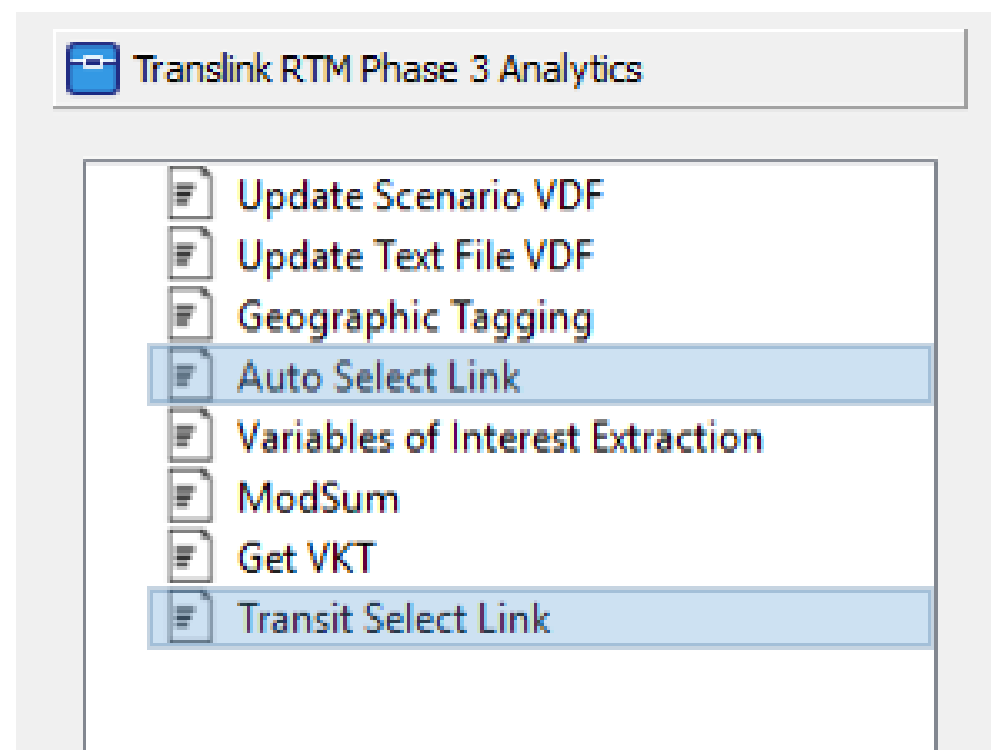 Translink RTM Phase 3 Analytics
Update Scenario VDF
Update Text File VDF
Geographic Tagging
Auto Select Link
Variables of Interest Extraction
ModSum
Get VKT
Transit Select Link